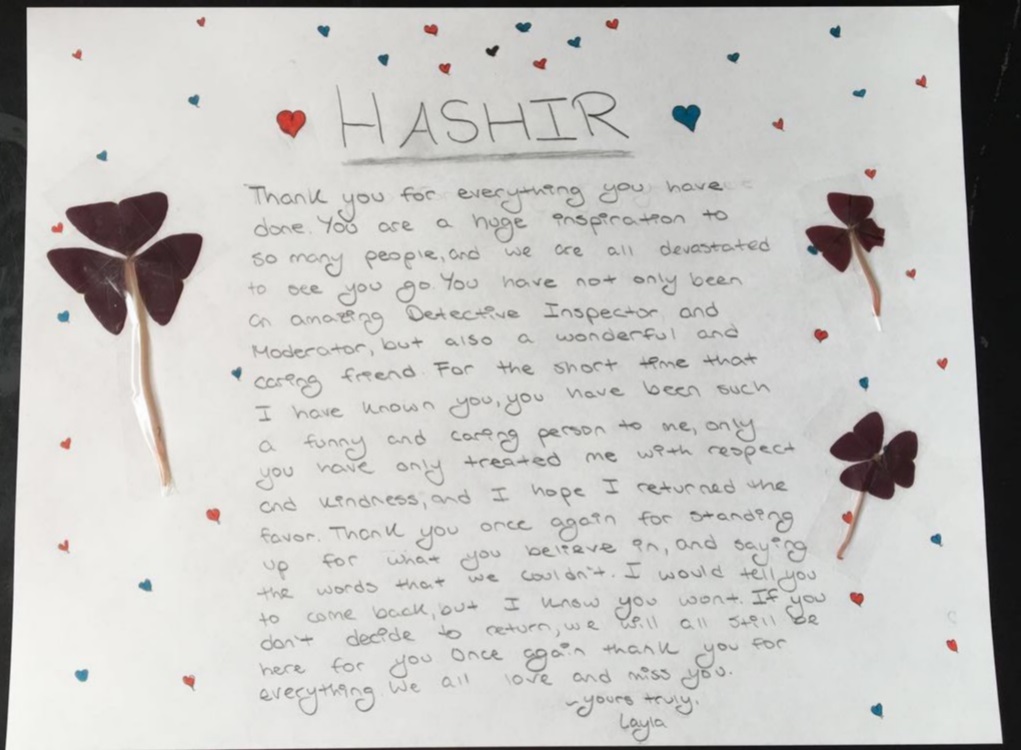 HASHIR
Thank you for everything you have
done. You are a huge inspiration to
so many people, and we are all devastated
to see you go. You have not only been
an amazing Detective Inspector and
Moderator, but also a wonderful and
caring friend. For the short time that
I have known you, you have been such
a funny and caring person to me, only
you have only treated me with respect
and kindness, and I hope I returned the
favor. Thank you once again for standing
up for what you believe in, and saying
the words that we couldn't. I would tell you
to come back, but I know you wont. If you
don't decide to return, we will all still be
here for you Once again thank you for
everything. We all love and miss you.
~yours truly,
Layla